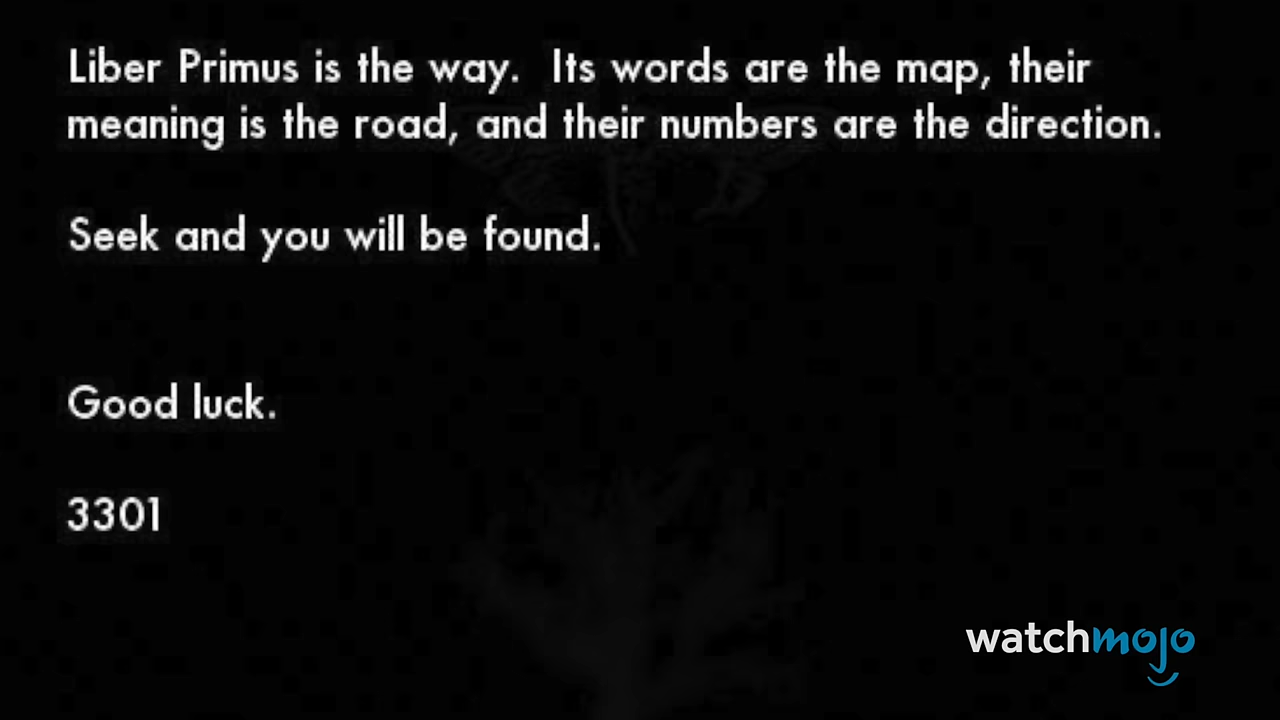 Liber Primus is the way.  Its words are the map, their
meaning is the road, and their numbers are the direction.
Seek and you will be found.
Good luck.
3301
watchmojo